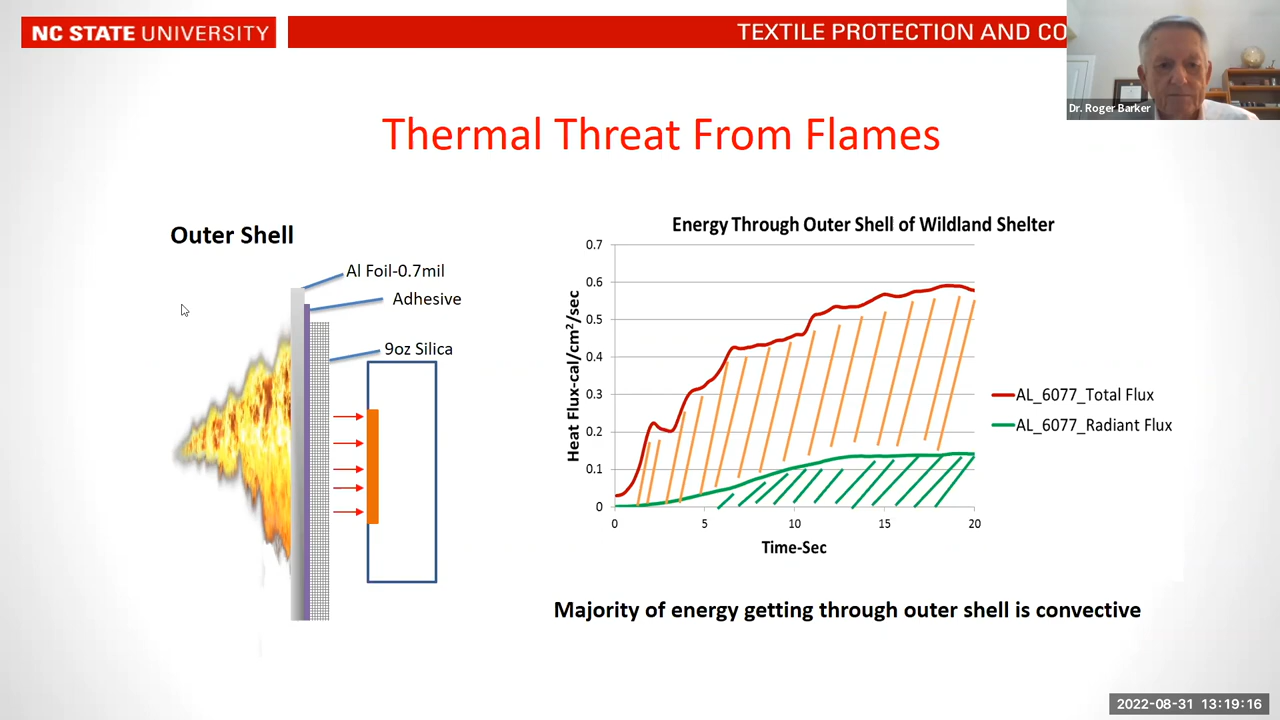 NC STATE UNIVERSITY
TEXTILE PROTECTION AND CO
Dr. Roger Barker
Thermal Threat From Flames
Outer Shell
Al Foil-0.7mil
Adhesive
9oz Silica
Energy Through Outer Shell of Wildland Shelter
Heat Flux-cal/cm²/sec
0.7
0.6
0.5
0.4
0.3
0.2
0.1
0
0 5 10 15 20
Time-Sec
AL_6077_Total Flux
AL_6077_Radiant Flux
Majority of energy getting through outer shell is convective
2022-08-31 13:19:16